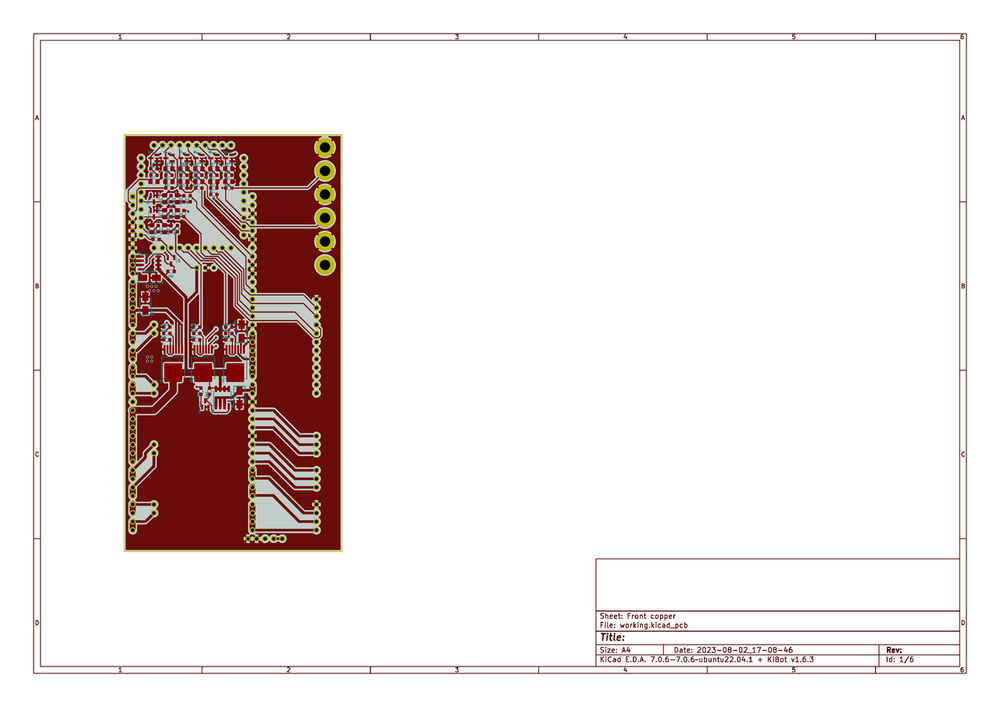 1 2 3 4 5 6
A A
B B
C C
D D
Sheet: Front copper
File: working.kicad_pcb
Title:
Size: A4 Date: 2023-08-02_17-08-46 Rev:
KiCad E.D.A. 7.0.6-7.0.6-ubuntu22.04.1 + KiBot v1.6.3 Id: 1/6
1 2 3 4 5 6